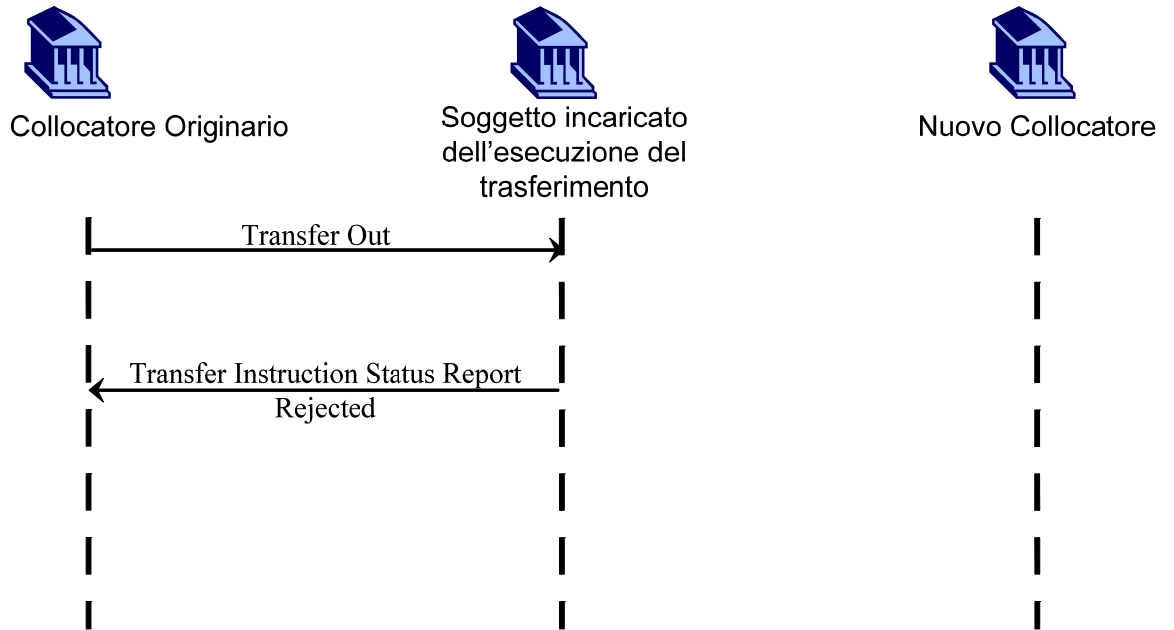 Collocatore Originario
Soggetto incaricato
dell'esecuzione del
trasferimento
Nuovo Collocatore
Transfer Out
Transfer Instruction Status Report
Rejected